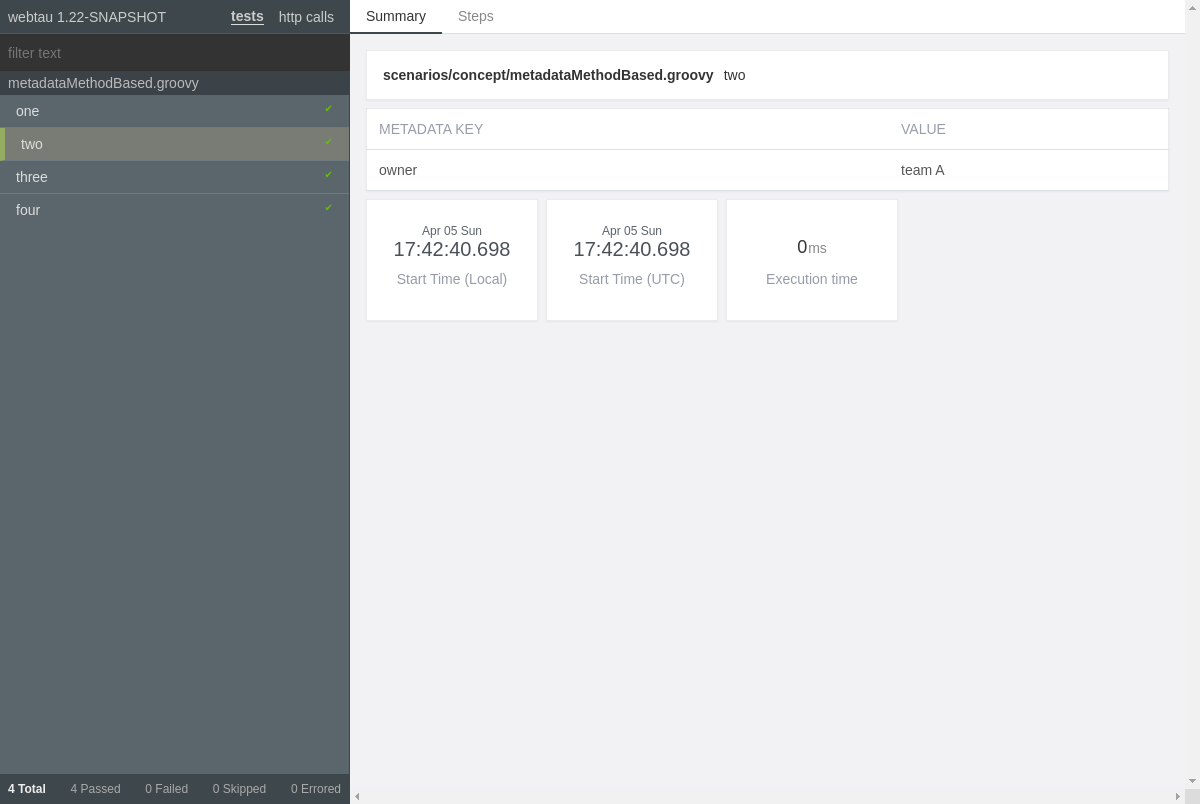 webtau 1.22-SNAPSHOT tests http calls
filter text
metadataMethodBased.groovy
one ✔
two ✔
three ✔
four ✔
4 Total 4 Passed 0 Failed 0 Skipped 0 Errored
Summary Steps
scenarios/concept/metadataMethodBased.groovy two
METADATA KEY VALUE
owner team A
Apr 05 Sun
17:42:40.698
Start Time (Local)
Apr 05 Sun
17:42:40.698
Start Time (UTC)
0ms
Execution time